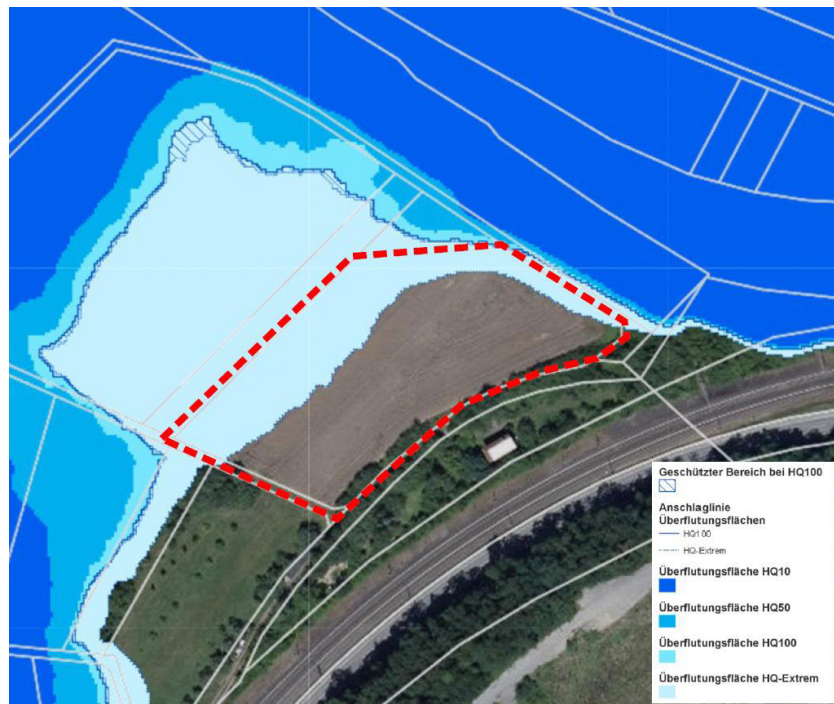 Geschützter Bereich bei HQ100
Anschlaglinie
Überflutungsflächen
HQ100
HQ-Extrem
Überflutungsfläche HQ10
Überflutungsfläche HQ50
Überflutungsfläche HQ100
Überflutungsfläche HQ-Extrem